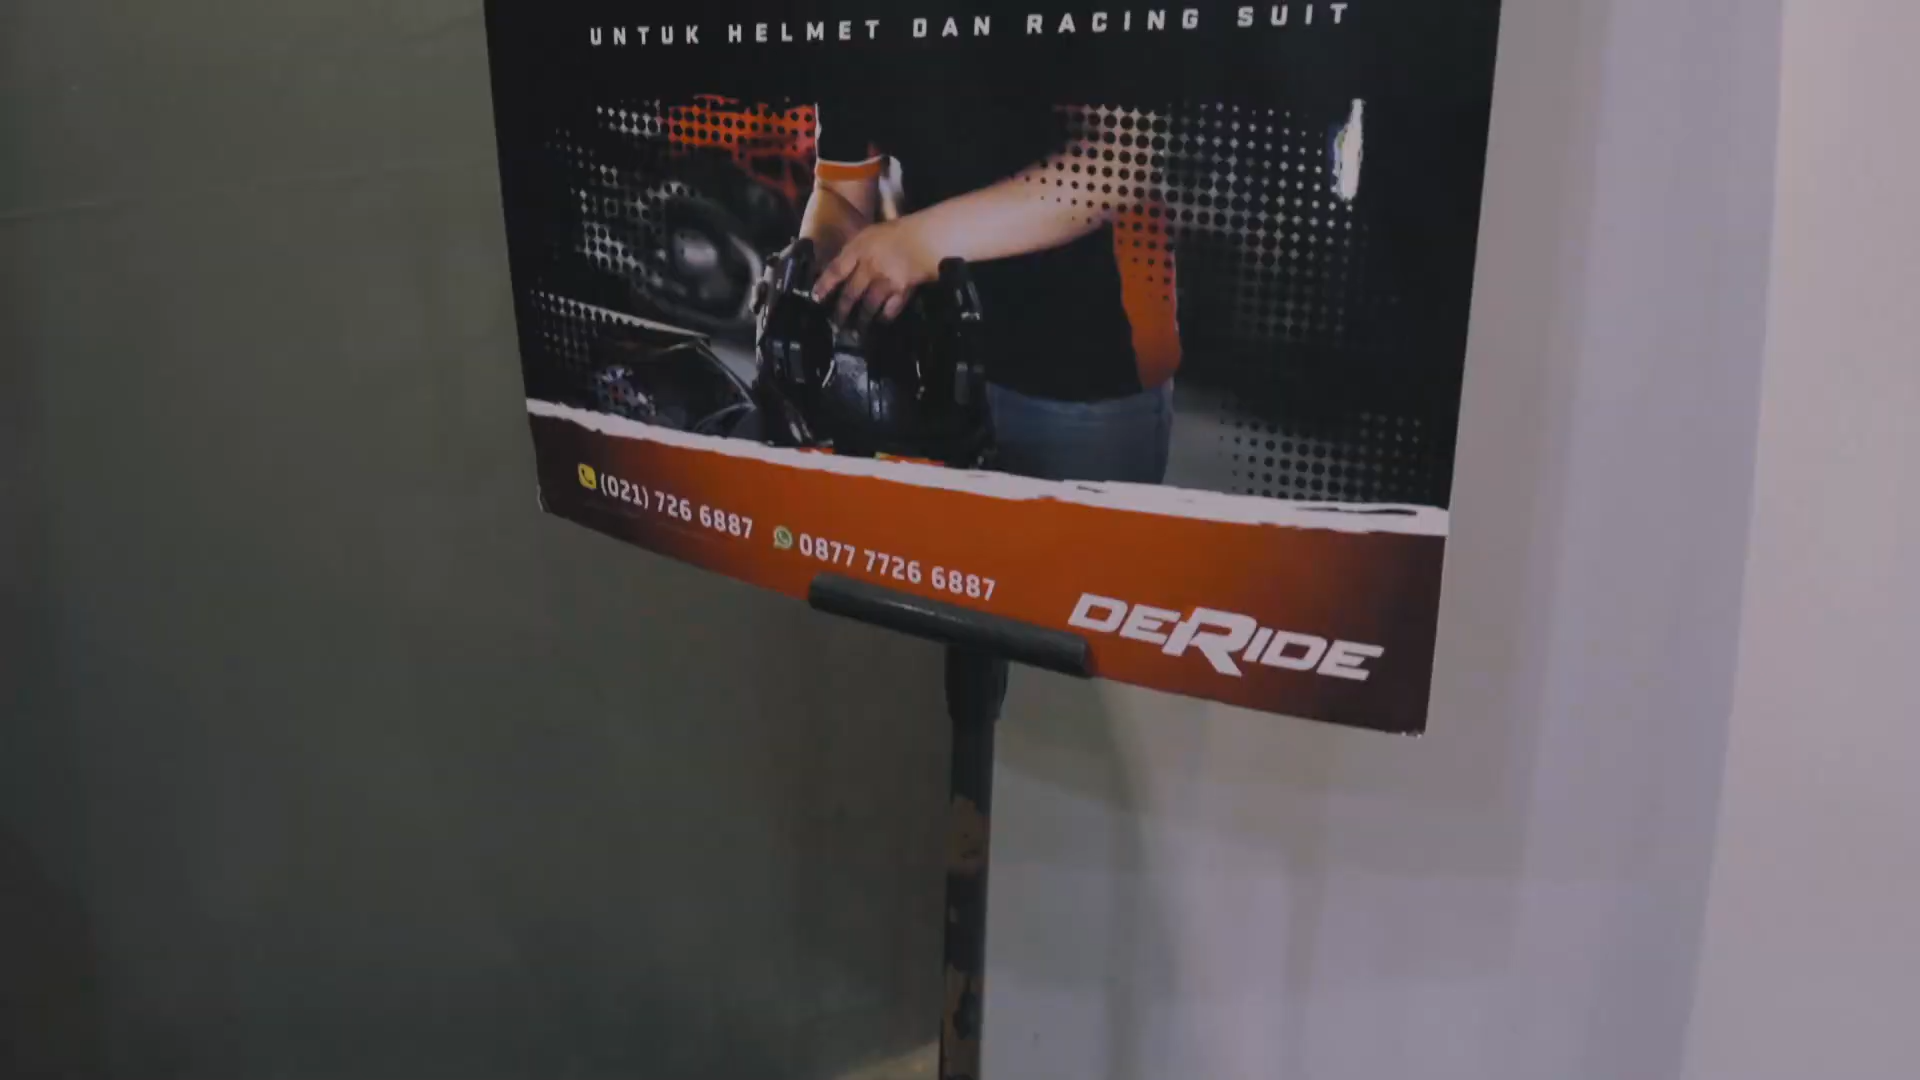 UNTUK HELMET DAN RACING SUIT
(021) 726 6887
0877 7726 6887
DERIDE